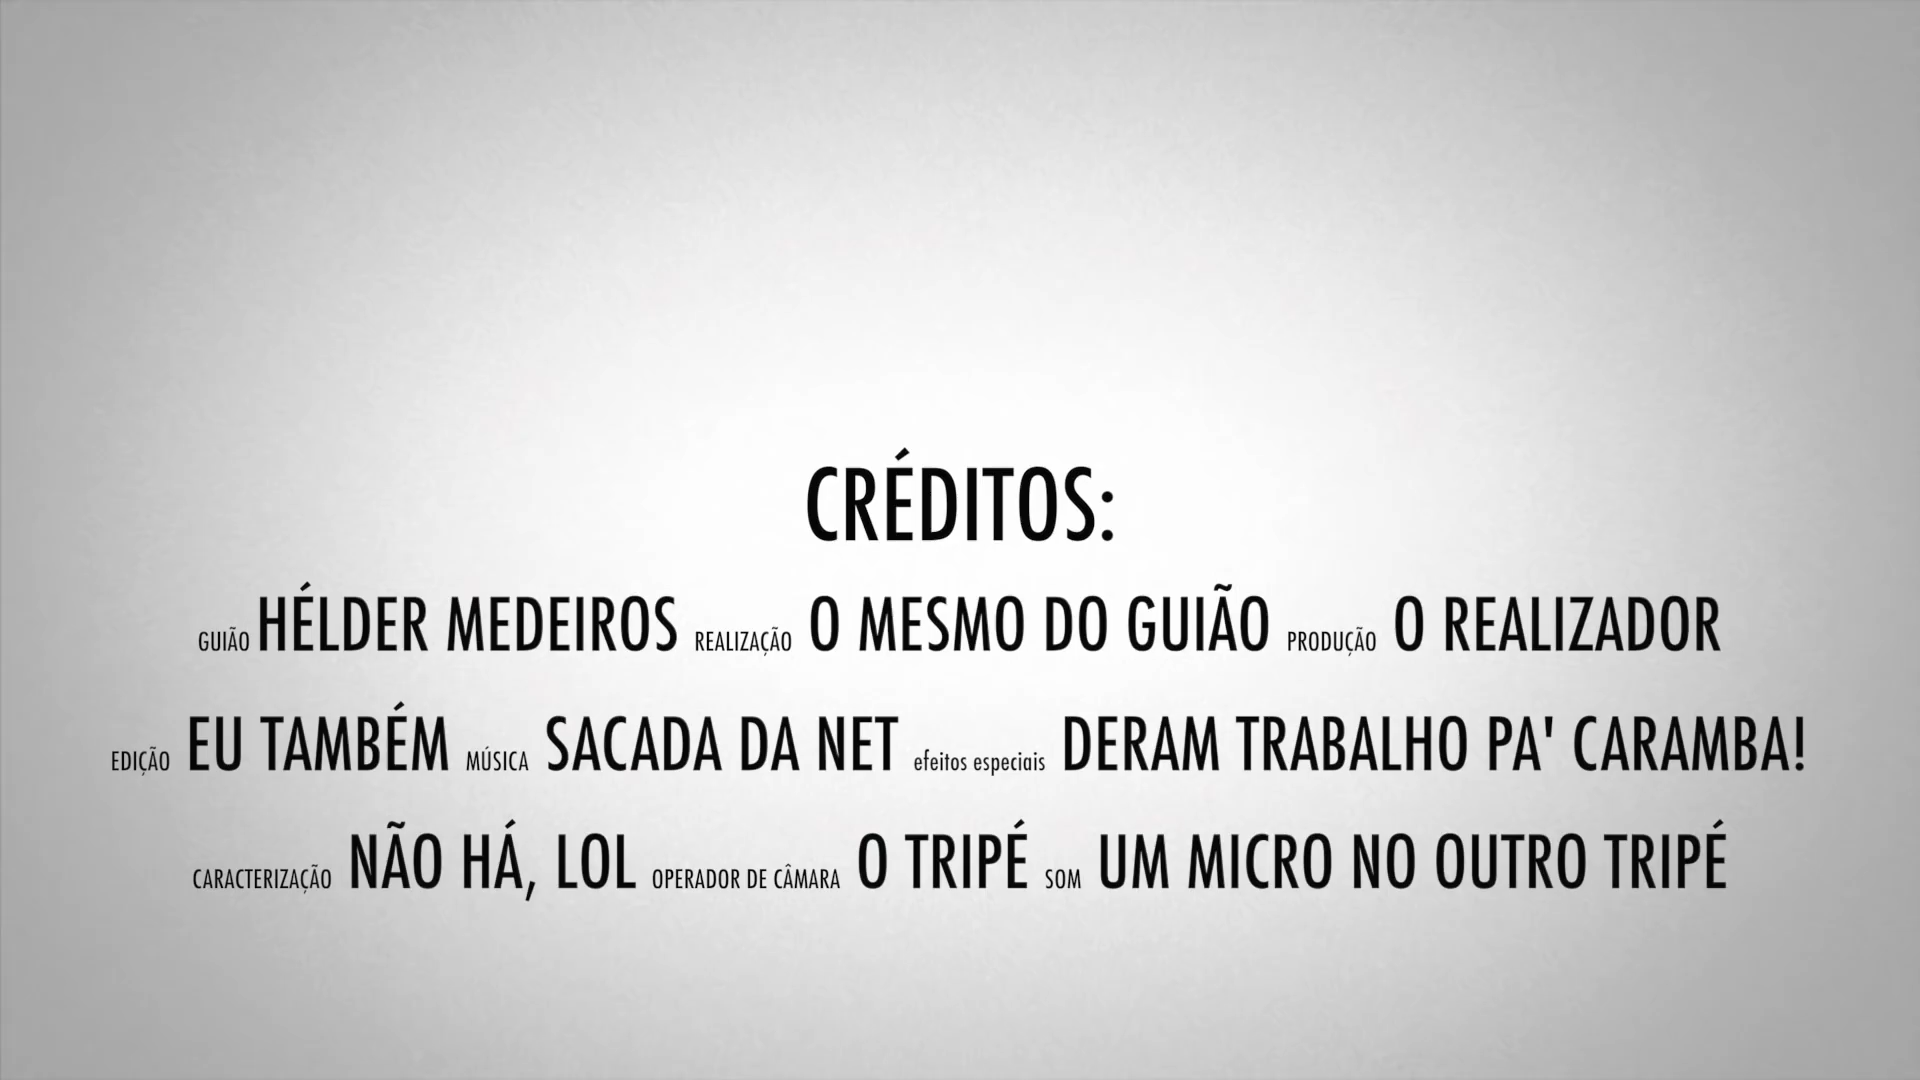 CRÉDITOS:
GUIÃO HÉLDER MEDEIROS REALIZAÇÃO O MESMO DO GUIÃO PRODUÇÃO O REALIZADOR
EDIÇÃO EU TAMBÉM MÚSICA SACADA DA NET efeitos especiais DERAM TRABALHO PA' CARAMBA!
CARACTERIZAÇÃO NÃO HÁ, LOL OPERADOR DE CÂMARA O TRIPÉ SOM UM MICRO NO OUTRO TRIPÉ